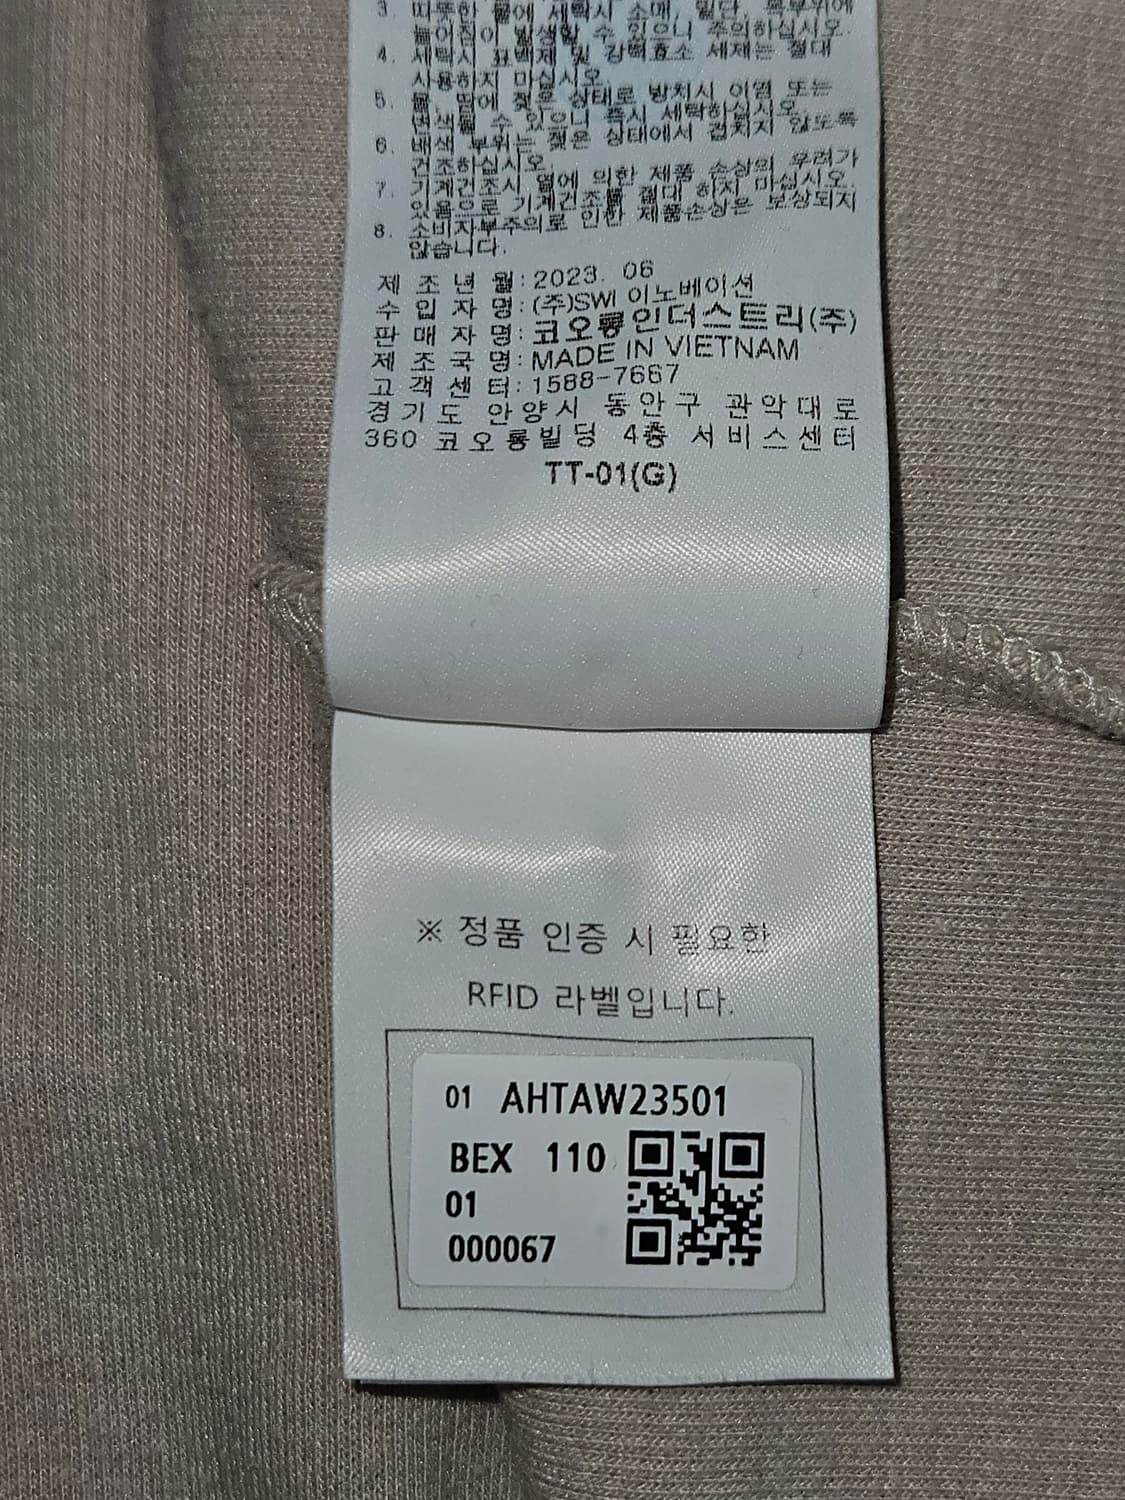 3. 따뜻한 물에 세탁시 소매, 밑단, 목부위에
늘어짐이 발생할 수 있으니 주의하십시오.
4. 세탁시 표백제 및 강력효소 세제는 절대
사용하지 마십시오.
5. 물, 땀에 젖은 상태로 방치시 이염 또는
변색될 수 있으니 즉시 세탁하십시오.
6. 배색 부위는 젖은 상태에서 겹치지 않도록
건조하십시오.
7. 기계건조시 열에 의한 제품 손상의 우려가
있음으로 기계건조를 절대 하지 마십시오.
8. 소비자부주의로 인한 제품손상은 보상되지
않습니다.
제 조 년 월: 2023. 06
수 입 자 명: (주)SWI 이노베이션
판 매 자 명: 코오롱인더스트리(주)
제 조 국 명: MADE IN VIETNAM
고 객 센 터: 1588-7667
경기도 안양시 동안구 관악대로
360 코오롱빌딩 4층 서비스센터
TT-01(G)
※ 정품 인증 시 필요한
RFID 라벨입니다.
01 AHTAW23501
BEX 110
01
000067